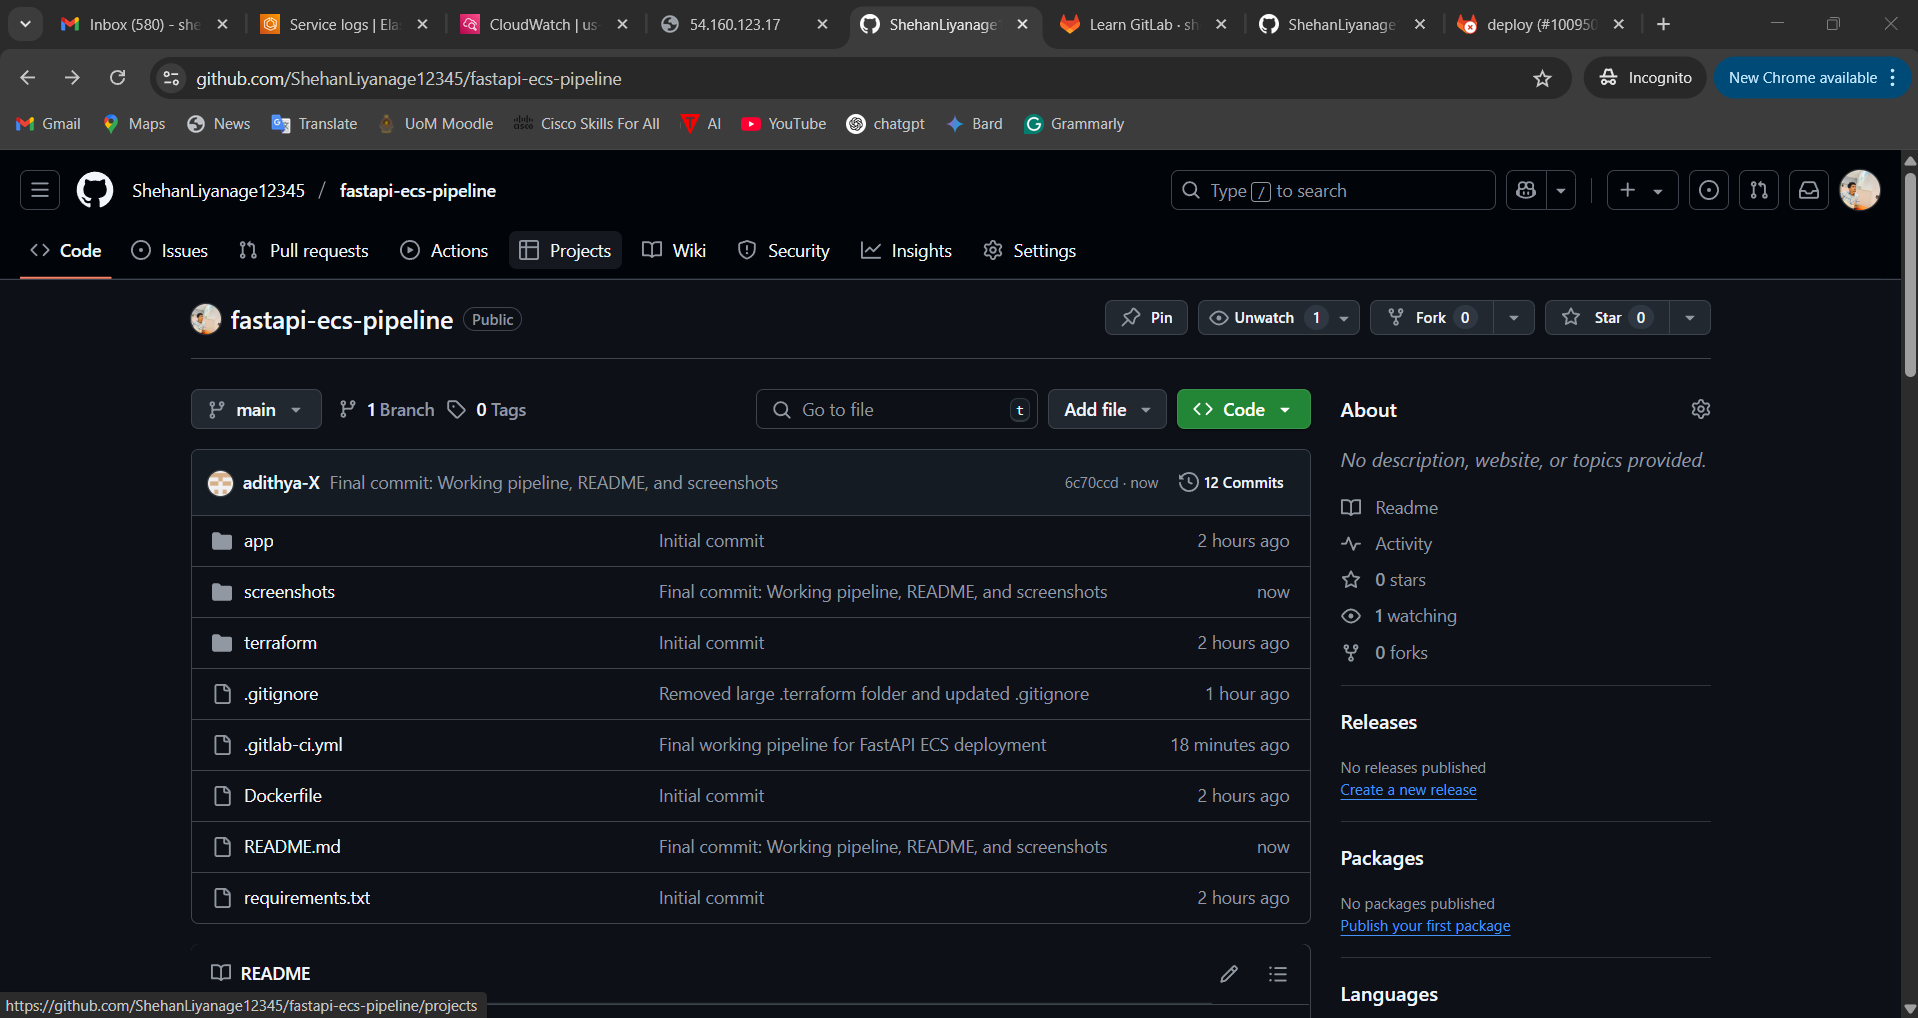 Inbox (580) - she
Service logs | Ela
CloudWatch | us
54.160.123.17
ShehanLiyanage
Learn GitLab · sh
ShehanLiyanage
deploy (#100950
github.com/ShehanLiyanage12345/fastapi-ecs-pipeline
Incognito
New Chrome available
Gmail
Maps
News
Translate
UoM Moodle
Cisco Skills For All
AI
YouTube
chatgpt
Bard
Grammarly
ShehanLiyanage12345 / fastapi-ecs-pipeline
Type / to search
Code
Issues
Pull requests
Actions
Projects
Wiki
Security
Insights
Settings
fastapi-ecs-pipeline Public
Pin
Unwatch 1
Fork 0
Star 0
main
1 Branch
0 Tags
Go to file t
Add file
Code
adithya-X Final commit: Working pipeline, README, and screenshots 6c70ccd · now 12 Commits
app Initial commit 2 hours ago
screenshots Final commit: Working pipeline, README, and screenshots now
terraform Initial commit 2 hours ago
.gitignore Removed large .terraform folder and updated .gitignore 1 hour ago
.gitlab-ci.yml Final working pipeline for FastAPI ECS deployment 18 minutes ago
Dockerfile Initial commit 2 hours ago
README.md Final commit: Working pipeline, README, and screenshots now
requirements.txt Initial commit 2 hours ago
README
About
No description, website, or topics provided.
Readme
Activity
0 stars
1 watching
0 forks
Releases
No releases published
Create a new release
Packages
No packages published
Publish your first package
Languages
https://github.com/ShehanLiyanage12345/fastapi-ecs-pipeline/projects